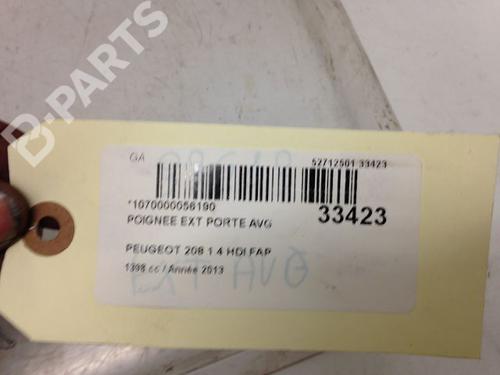 B-PARTS
GA
52712501 33423
*1070000056190
33423
POIGNEE EXT PORTE AVG
PEUGEOT 208 1 4 HDI FAP
1398 cc / Année 2013
EXT AVG